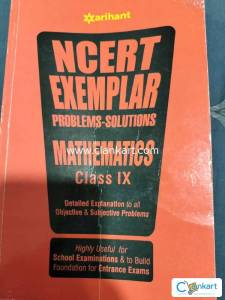 arihant
NCERT
EXEMPLAR
PROBLEMS-SOLUTIONS
www.clankart.com
MATHEMATICS
Class IX
Detailed Explanation to all
Objective & Subjective Problems
Highly Useful for
School Examinations & to Build
Foundation for Entrance Exams
Clankart